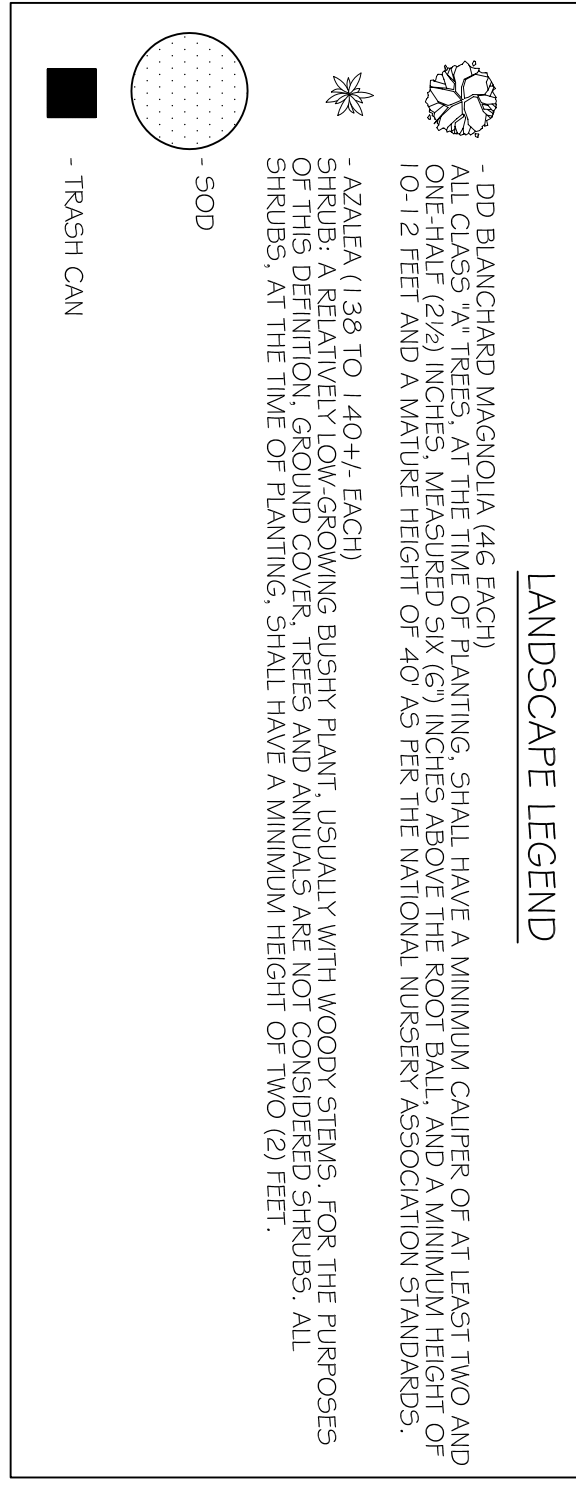 LANDSCAPE LEGEND
- DD BLANCHARD MAGNOLIA (46 EACH)
ALL CLASS "A" TREES, AT THE TIME OF PLANTING, SHALL HAVE A MINIMUM CALIPER OF AT LEAST TWO AND
ONE-HALF (2½) INCHES, MEASURED SIX (6") INCHES ABOVE THE ROOT BALL, AND A MINIMUM HEIGHT OF
10-12 FEET AND A MATURE HEIGHT OF 40' AS PER THE NATIONAL NURSERY ASSOCIATION STANDARDS.
- AZALEA (138 TO 140+/- EACH)
SHRUB: A RELATIVELY LOW-GROWING BUSHY PLANT, USUALLY WITH WOODY STEMS. FOR THE PURPOSES
OF THIS DEFINITION, GROUND COVER, TREES AND ANNUALS ARE NOT CONSIDERED SHRUBS. ALL
SHRUBS, AT THE TIME OF PLANTING, SHALL HAVE A MINIMUM HEIGHT OF TWO (2) FEET.
- SOD
- TRASH CAN